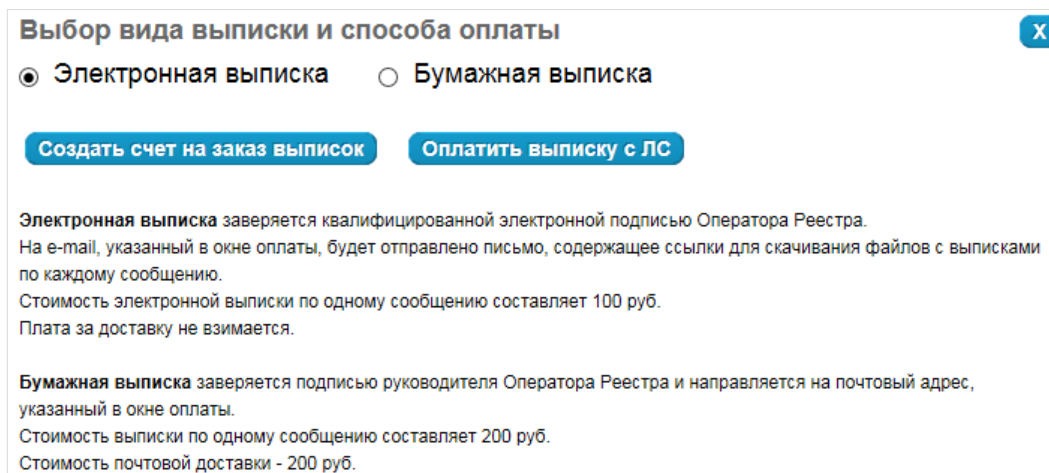 Выбор вида выписки и способа оплаты X
Электронная выписка Бумажная выписка
Создать счет на заказ выписок Оплатить выписку с ЛС
Электронная выписка заверяется квалифицированной электронной подписью Оператора Реестра.
На e-mail, указанный в окне оплаты, будет отправлено письмо, содержащее ссылки для скачивания файлов с выписками
по каждому сообщению.
Стоимость электронной выписки по одному сообщению составляет 100 руб.
Плата за доставку не взимается.
Бумажная выписка заверяется подписью руководителя Оператора Реестра и направляется на почтовый адрес,
указанный в окне оплаты.
Стоимость выписки по одному сообщению составляет 200 руб.
Стоимость почтовой доставки - 200 руб.